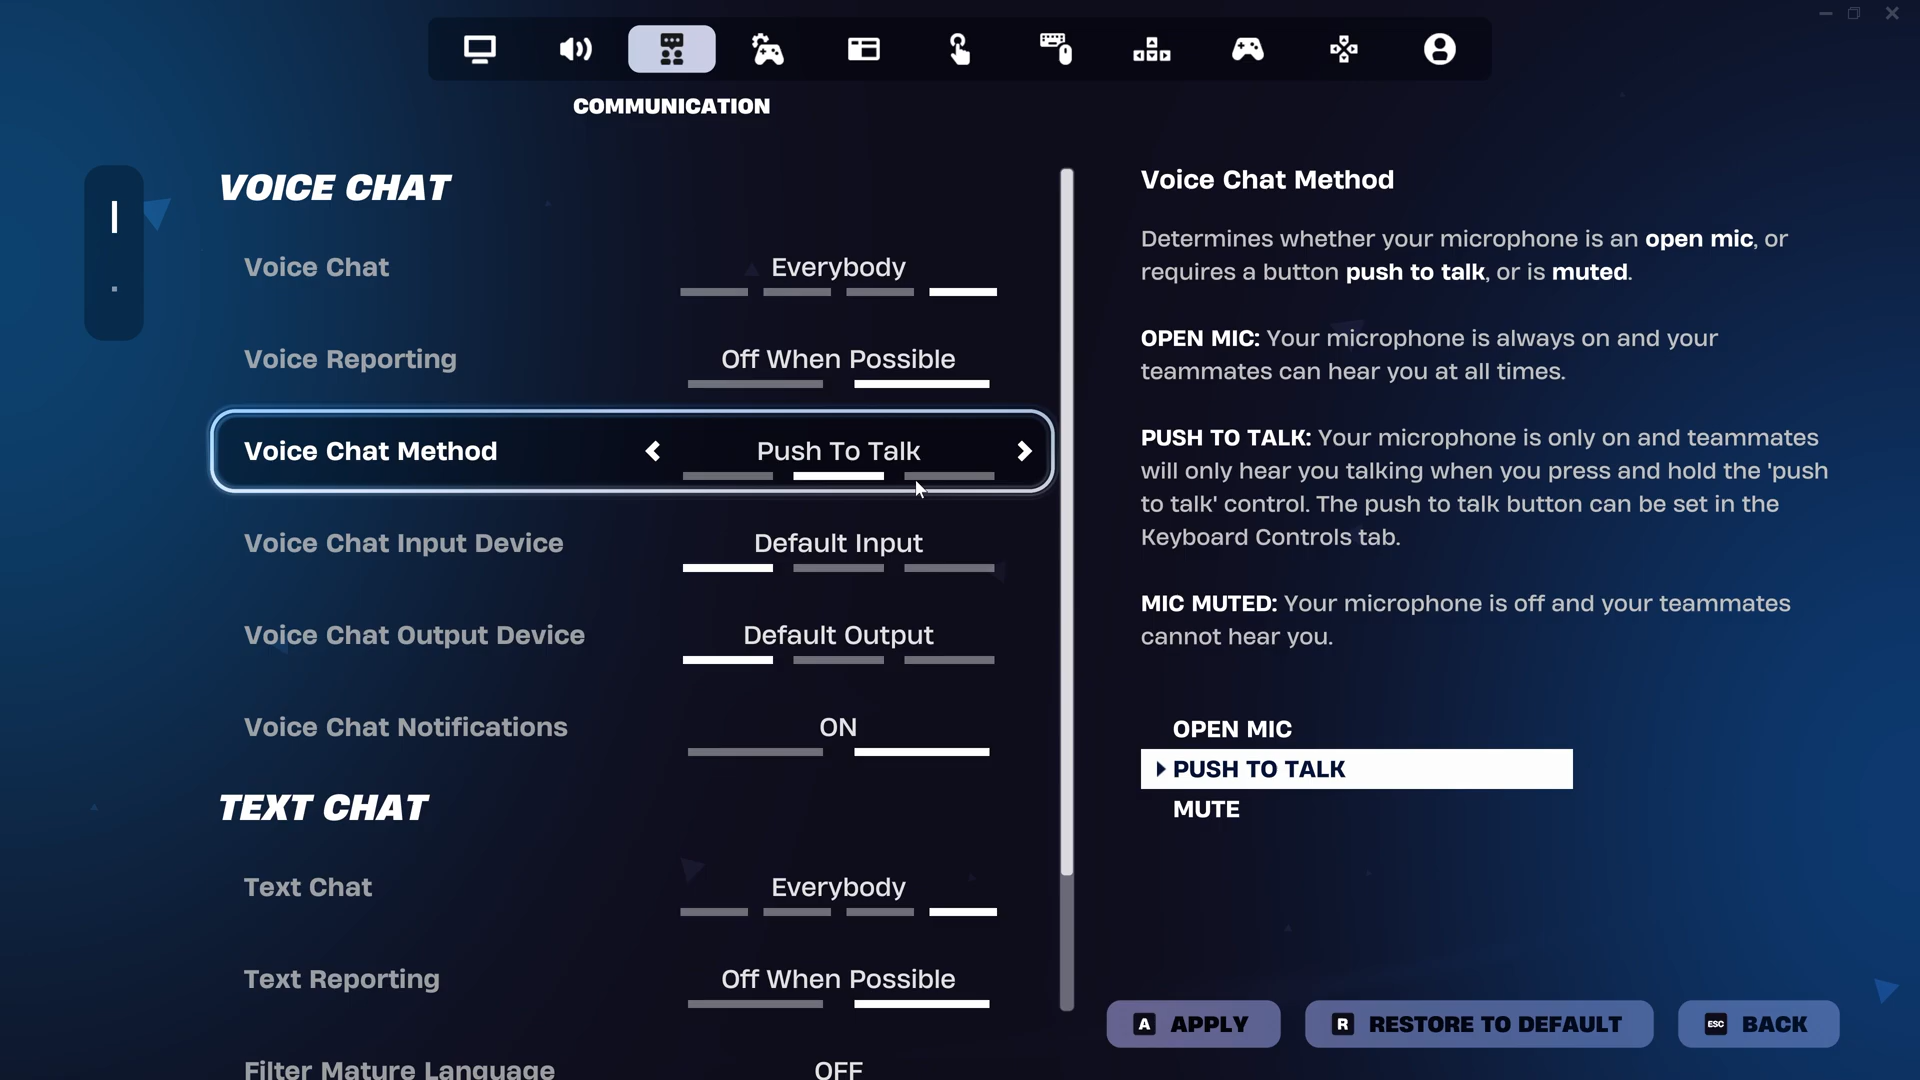 COMMUNICATION
VOICE CHAT
Voice Chat
Everybody
Voice Reporting
Off When Possible
Voice Chat Method
Push To Talk
Voice Chat Input Device
Default Input
Voice Chat Output Device
Default Output
Voice Chat Notifications
ON
TEXT CHAT
Text Chat
Everybody
Text Reporting
Off When Possible
Filter Mature Language
OFF
Voice Chat Method
Determines whether your microphone is an open mic, or
requires a button push to talk, or is muted.
OPEN MIC: Your microphone is always on and your
teammates can hear you at all times.
PUSH TO TALK: Your microphone is only on and teammates
will only hear you talking when you press and hold the 'push
to talk' control. The push to talk button can be set in the
Keyboard Controls tab.
MIC MUTED: Your microphone is off and your teammates
cannot hear you.
OPEN MIC
PUSH TO TALK
MUTE
A APPLY
R RESTORE TO DEFAULT
ESC BACK